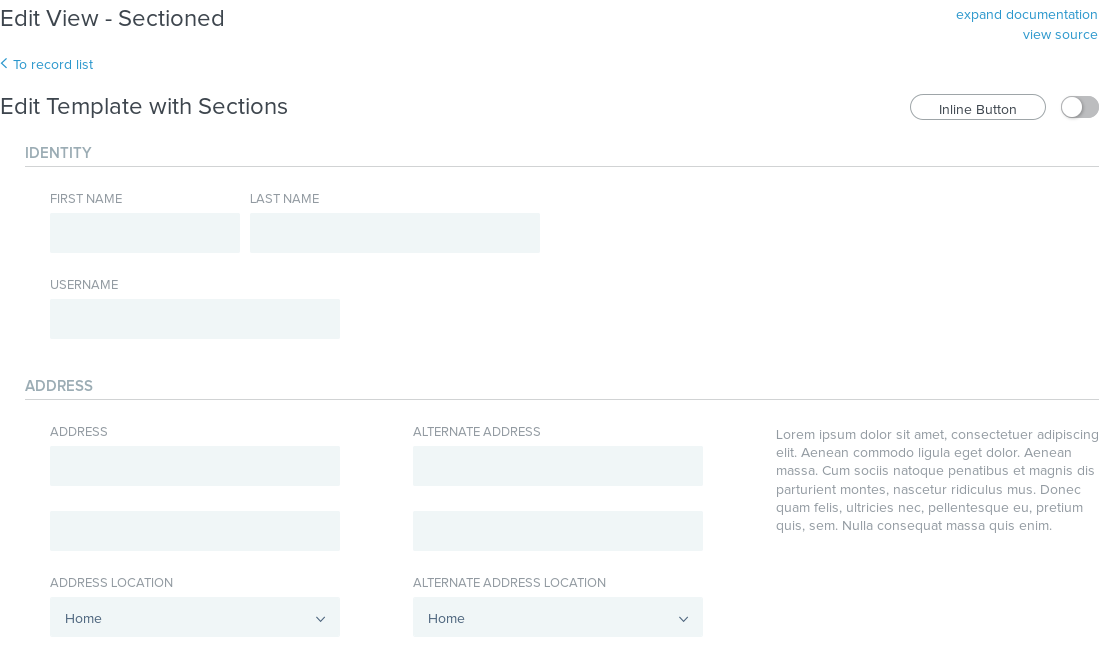 Edit View - Sectioned
expand documentation
view source
To record list
Edit Template with Sections
Inline Button
IDENTITY
FIRST NAME
LAST NAME
USERNAME
ADDRESS
ADDRESS
ALTERNATE ADDRESS
Lorem ipsum dolor sit amet, consectetuer adipiscing
elit. Aenean commodo ligula eget dolor. Aenean
massa. Cum sociis natoque penatibus et magnis dis
parturient montes, nascetur ridiculus mus. Donec
quam felis, ultricies nec, pellentesque eu, pretium
quis, sem. Nulla consequat massa quis enim.
ADDRESS LOCATION
ALTERNATE ADDRESS LOCATION
Home
Home